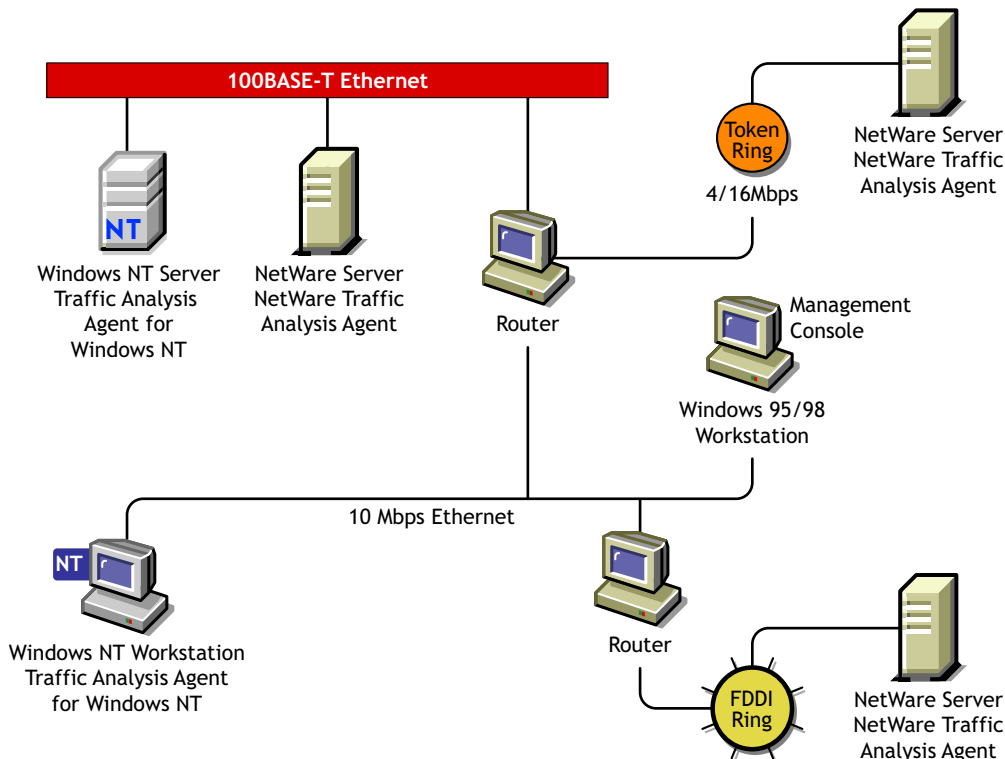 100BASE-T Ethernet
Token
Ring
4/16Mbps
NetWare Server
NetWare Traffic
Analysis Agent
NT
Windows NT Server
Traffic Analysis
Agent for
Windows NT
NetWare Server
NetWare Traffic
Analysis Agent
Router
Management
Console
Windows 95/98
Workstation
10 Mbps Ethernet
NT
Windows NT Workstation
Traffic Analysis Agent
for Windows NT
Router
FDDI
Ring
NetWare Server
NetWare Traffic
Analysis Agent